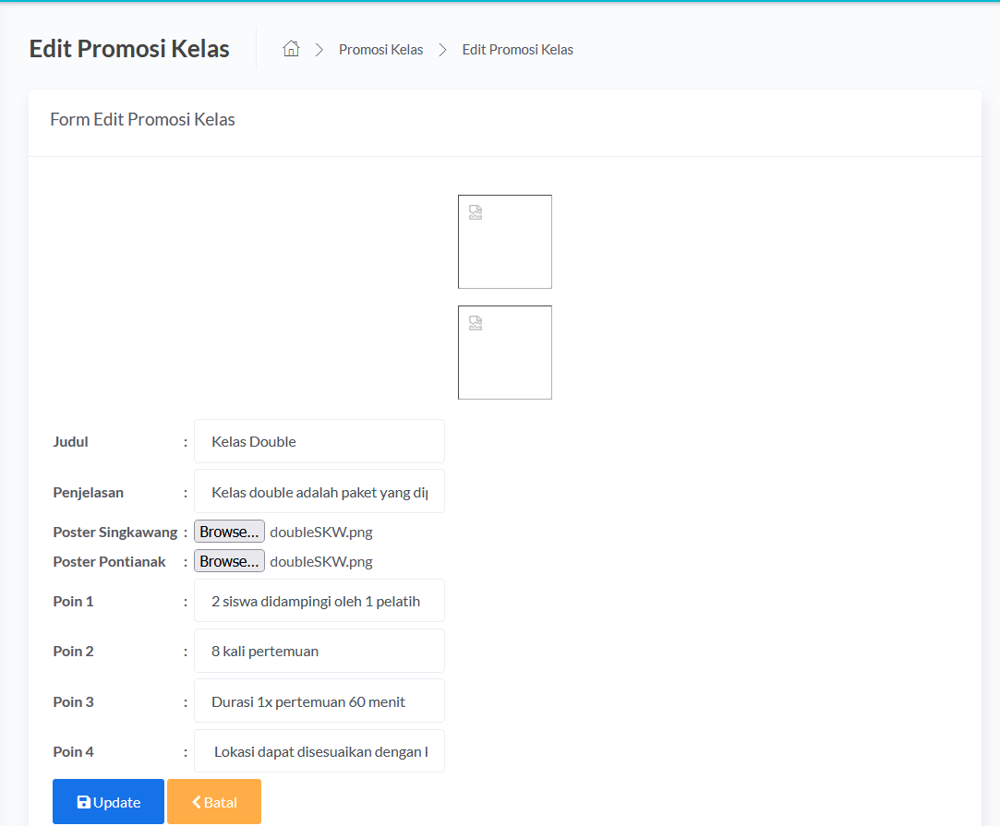 Edit Promosi Kelas
Promosi Kelas
Edit Promosi Kelas
Form Edit Promosi Kelas
Judul : Kelas Double
Penjelasan : Kelas double adalah paket yang
Poster Singkawang : Browse... doubleSKW.png
Poster Pontianak : Browse... doubleSKW.png
Poin 1 : 2 siswa didampingi oleh 1 pelatih
Poin 2 : 8 kali pertemuan
Poin 3 : Durasi 1x pertemuan 60 menit
Poin 4 : Lokasi dapat disesuaikan dengan
Update Batal